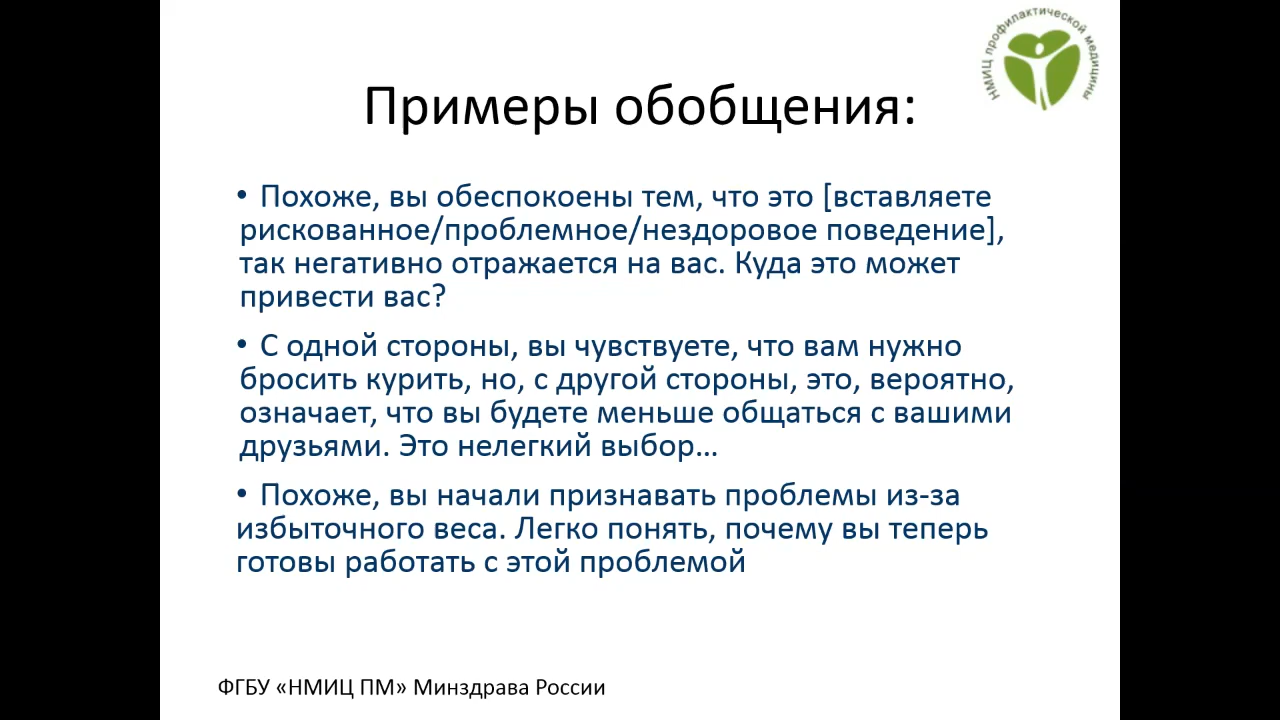 НМИЦ профилактической медицины
Примеры обобщения:
• Похоже, вы обеспокоены тем, что это [вставляете
рискованное/проблемное/нездоровое поведение],
так негативно отражается на вас. Куда это может
привести вас?
• С одной стороны, вы чувствуете, что вам нужно
бросить курить, но, с другой стороны, это, вероятно,
означает, что вы будете меньше общаться с вашими
друзьями. Это нелегкий выбор…
• Похоже, вы начали признавать проблемы из-за
избыточного веса. Легко понять, почему вы теперь
готовы работать с этой проблемой
ФГБУ «НМИЦ ПМ» Минздрава России